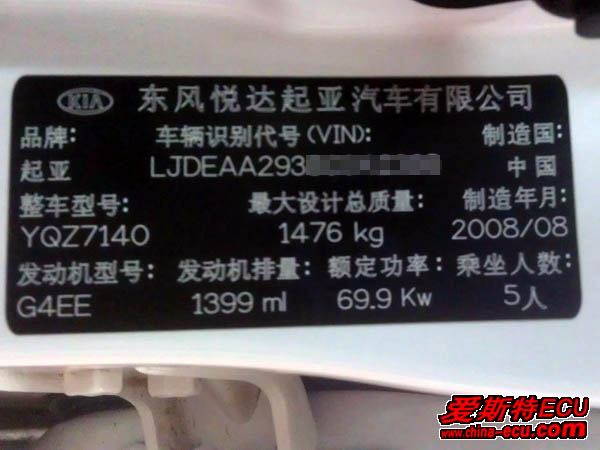 KIA 东风悦达起亚汽车有限公司
品牌: 车辆识别代号(VIN): 制造国:
起亚 LJDEAA293 中国
整车型号: 最大设计总质量: 制造年月:
YQZ7140 1476 kg 2008/08
发动机型号: 发动机排量: 额定功率: 乘坐人数:
G4EE 1399 ml 69.9 Kw 5人
爱斯特ECU
www.china-ecu.com